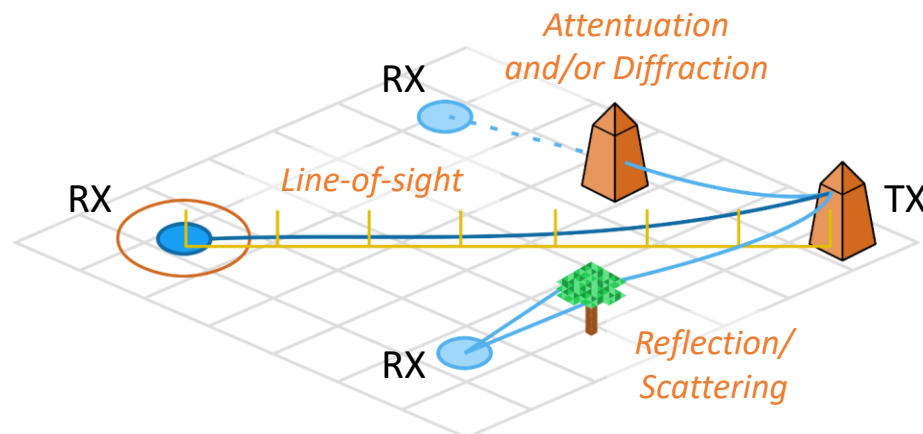 Attentuation
and/or Diffraction
RX
Line-of-sight
RX
TX
RX
Reflection/
Scattering